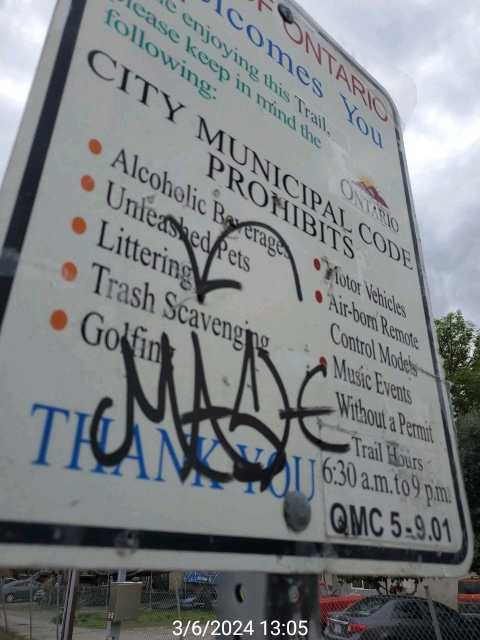 OF ONTARIO
Welcomes You
enjoying this Trail,
please keep in mind the
following:
CITY MUNICIPAL CODE
PROHIBITS
ONTARIO
Alcoholic Beverages
Unleashed Pets
Littering
Trash Scavenging
Golfing
Motor Vehicles
Air-born Remote
Control Models
Music Events
Without a Permit
Trail Hours
6:30 a.m. to 9 p.m.
THANK YOU
QMC 5-9.01
3/6/2024 13:05